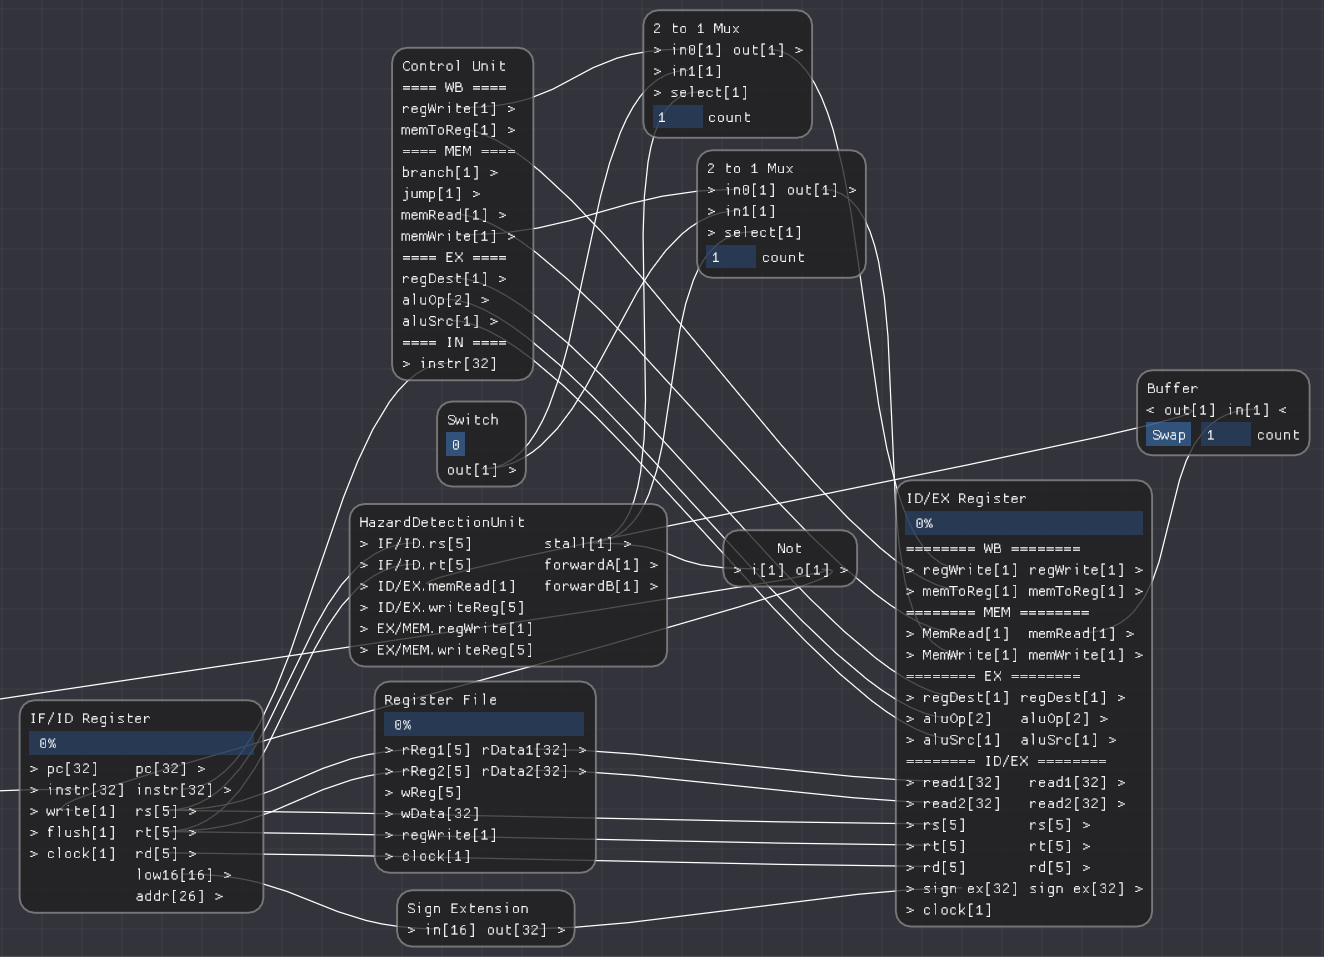 2 to 1 Mux
> in0[1] out[1] >
> in1[1]
> select[1]
1 count
Control Unit
==== WB ====
regWrite[1] >
memToReg[1] >
==== MEM ====
branch[1] >
jump[1] >
memRead[1] >
memWrite[1] >
==== EX ====
regDest[1] >
aluOp[2] >
aluSrc[1] >
==== IN ====
> instr[32]
2 to 1 Mux
> in0[1] out[1] >
> in1[1]
> select[1]
1 count
Buffer
< out[1] in[1] <
Swap 1 count
Switch
0
out[1] >
HazardDetectionUnit
> IF/ID.rs[5] stall[1] >
> IF/ID.rt[5] forwardA[1] >
> ID/EX.memRead[1] forwardB[1] >
> ID/EX.writeReg[5]
> EX/MEM.regWrite[1]
> EX/MEM.writeReg[5]
Not
> i[1] o[1] >
ID/EX Register
0%
======== WB ========
> regWrite[1] regWrite[1] >
> memToReg[1] memToReg[1] >
======== MEM ========
> MemRead[1] memRead[1] >
> MemWrite[1] memWrite[1] >
======== EX ========
> regDest[1] regDest[1] >
> aluOp[2] aluOp[2] >
> aluSrc[1] aluSrc[1] >
======== ID/EX ========
> read1[32] read1[32] >
> read2[32] read2[32] >
> rs[5] rs[5] >
> rt[5] rt[5] >
> rd[5] rd[5] >
> sign ex[32] sign ex[32] >
> clock[1]
IF/ID Register
0%
> pc[32] pc[32] >
> instr[32] instr[32] >
> write[1] rs[5] >
> flush[1] rt[5] >
> clock[1] rd[5] >
low16[16] >
addr[26] >
Register File
0%
> rReg1[5] rData1[32] >
> rReg2[5] rData2[32] >
> wReg[5]
> wData[32]
> regWrite[1]
> clock[1]
Sign Extension
> in[16] out[32] >